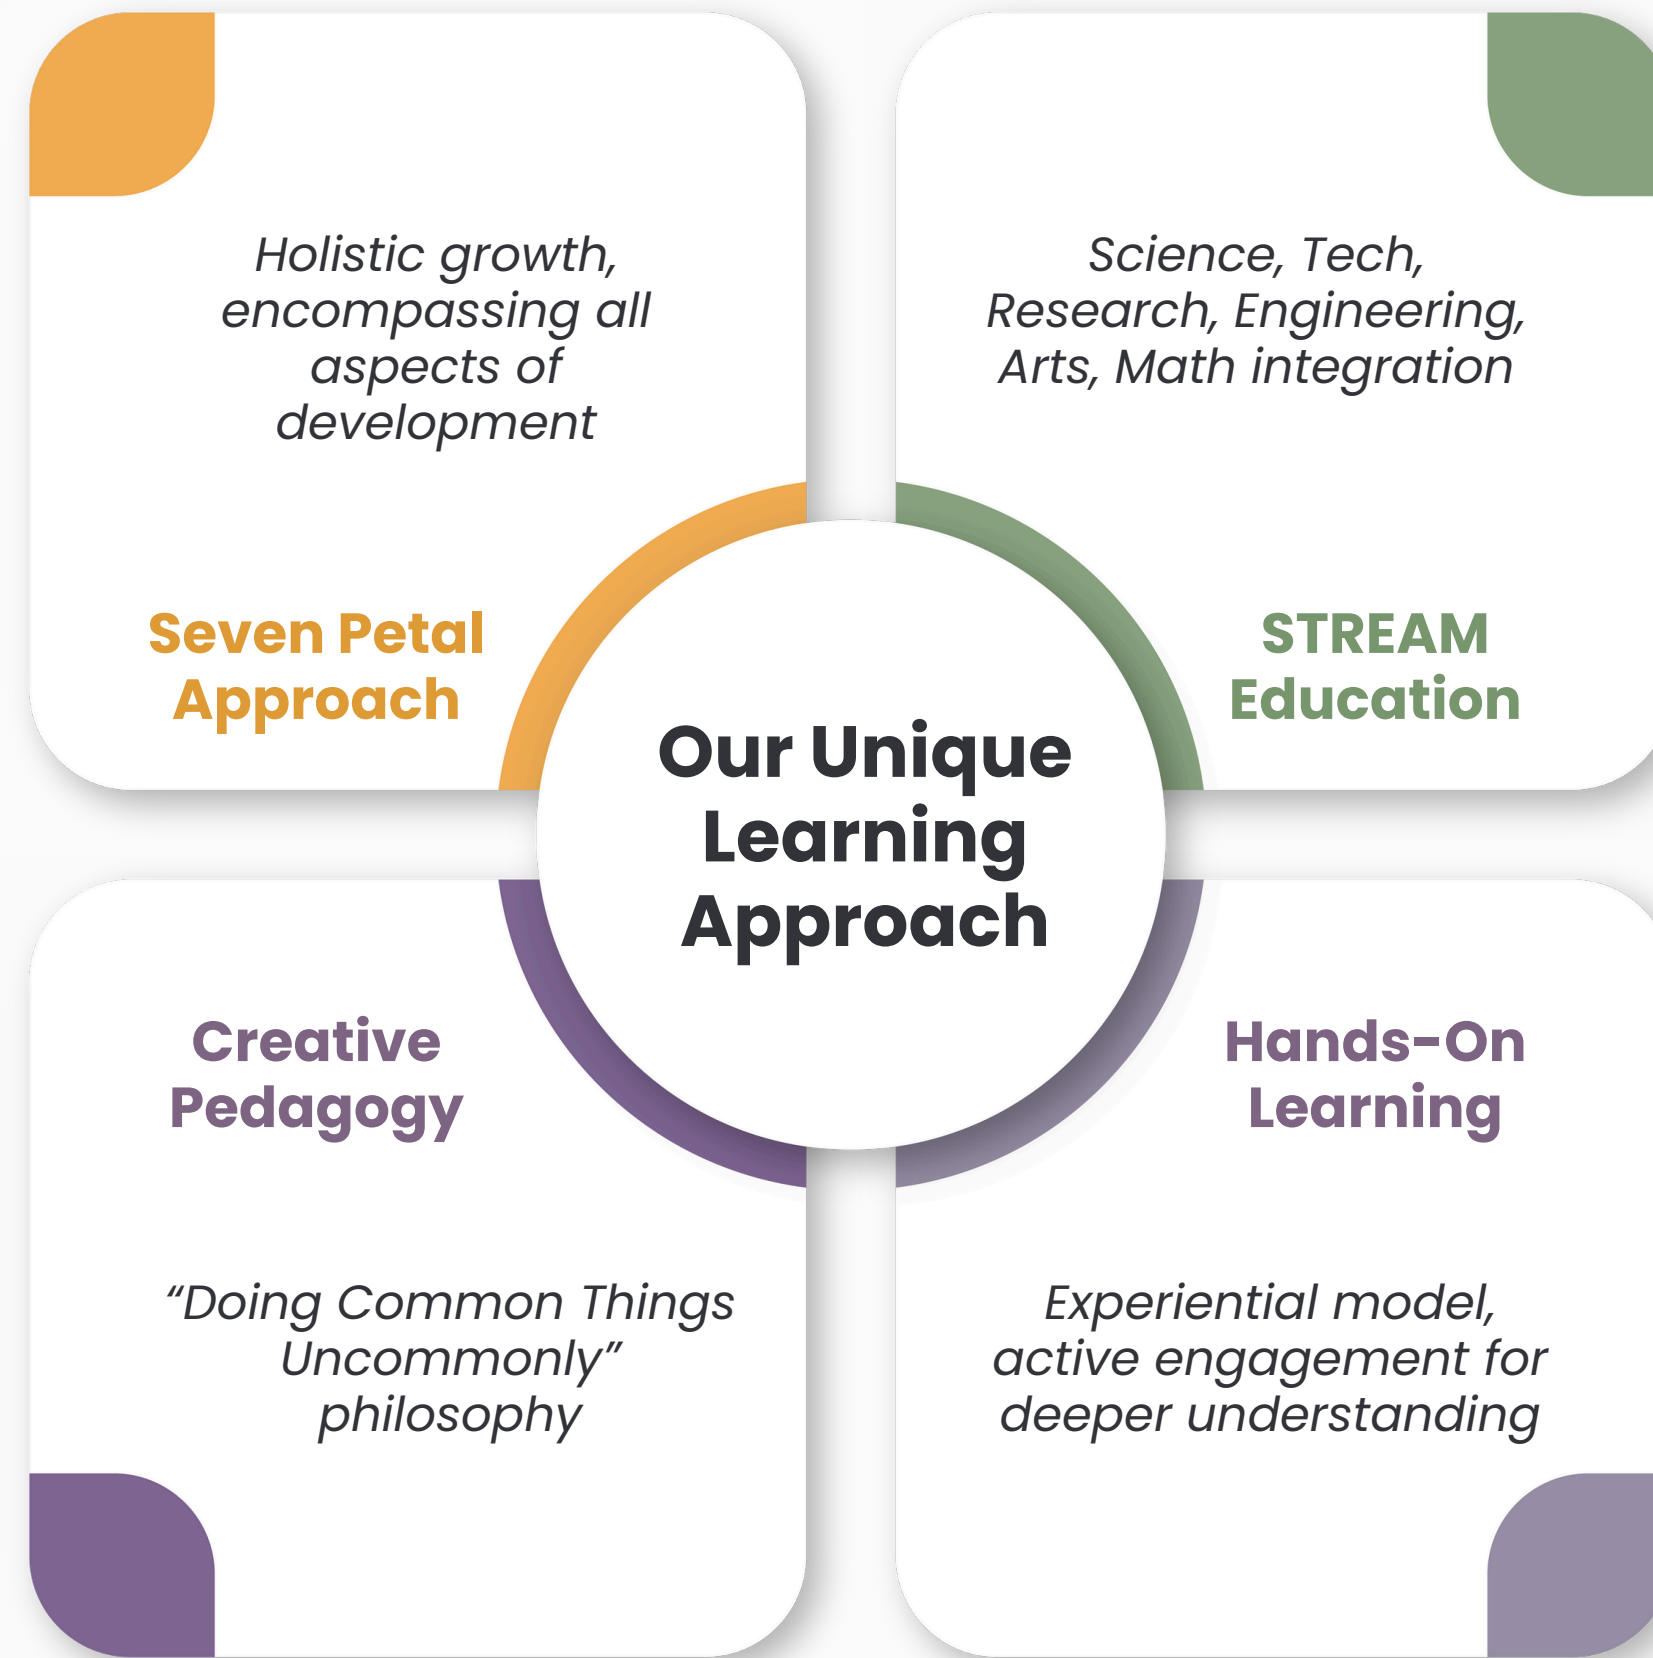 Holistic growth,
encompassing all
aspects of
development
Seven Petal
Approach
Science, Tech,
Research, Engineering,
Arts, Math integration
STREAM
Education
Our Unique
Learning
Approach
Creative
Pedagogy
“Doing Common Things
Uncommonly”
philosophy
Hands-On
Learning
Experiential model,
active engagement for
deeper understanding